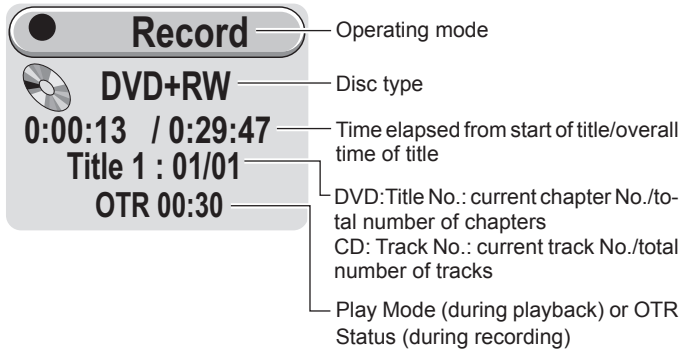 Record
DVD+RW
0:00:13 / 0:29:47
Title 1 : 01/01
OTR 00:30
Operating mode
Disc type
Time elapsed from start of title/overall
time of title
DVD:Title No.: current chapter No./to-
tal number of chapters
CD: Track No.: current track No./total
number of tracks
Play Mode (during playback) or OTR
Status (during recording)